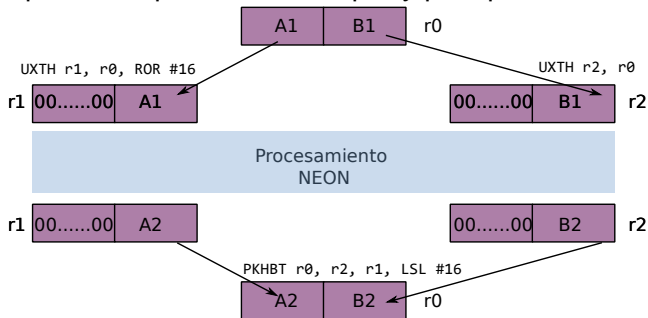 A1 B1 r0
UXTH r1, r0, ROR #16
UXTH r2, r0
r1 00......00 A1
00......00 B1 r2
Procesamiento
NEON
r1 00......00 A2
00......00 B2 r2
PKHBT r0, r2, r1, LSL #16
A2 B2 r0